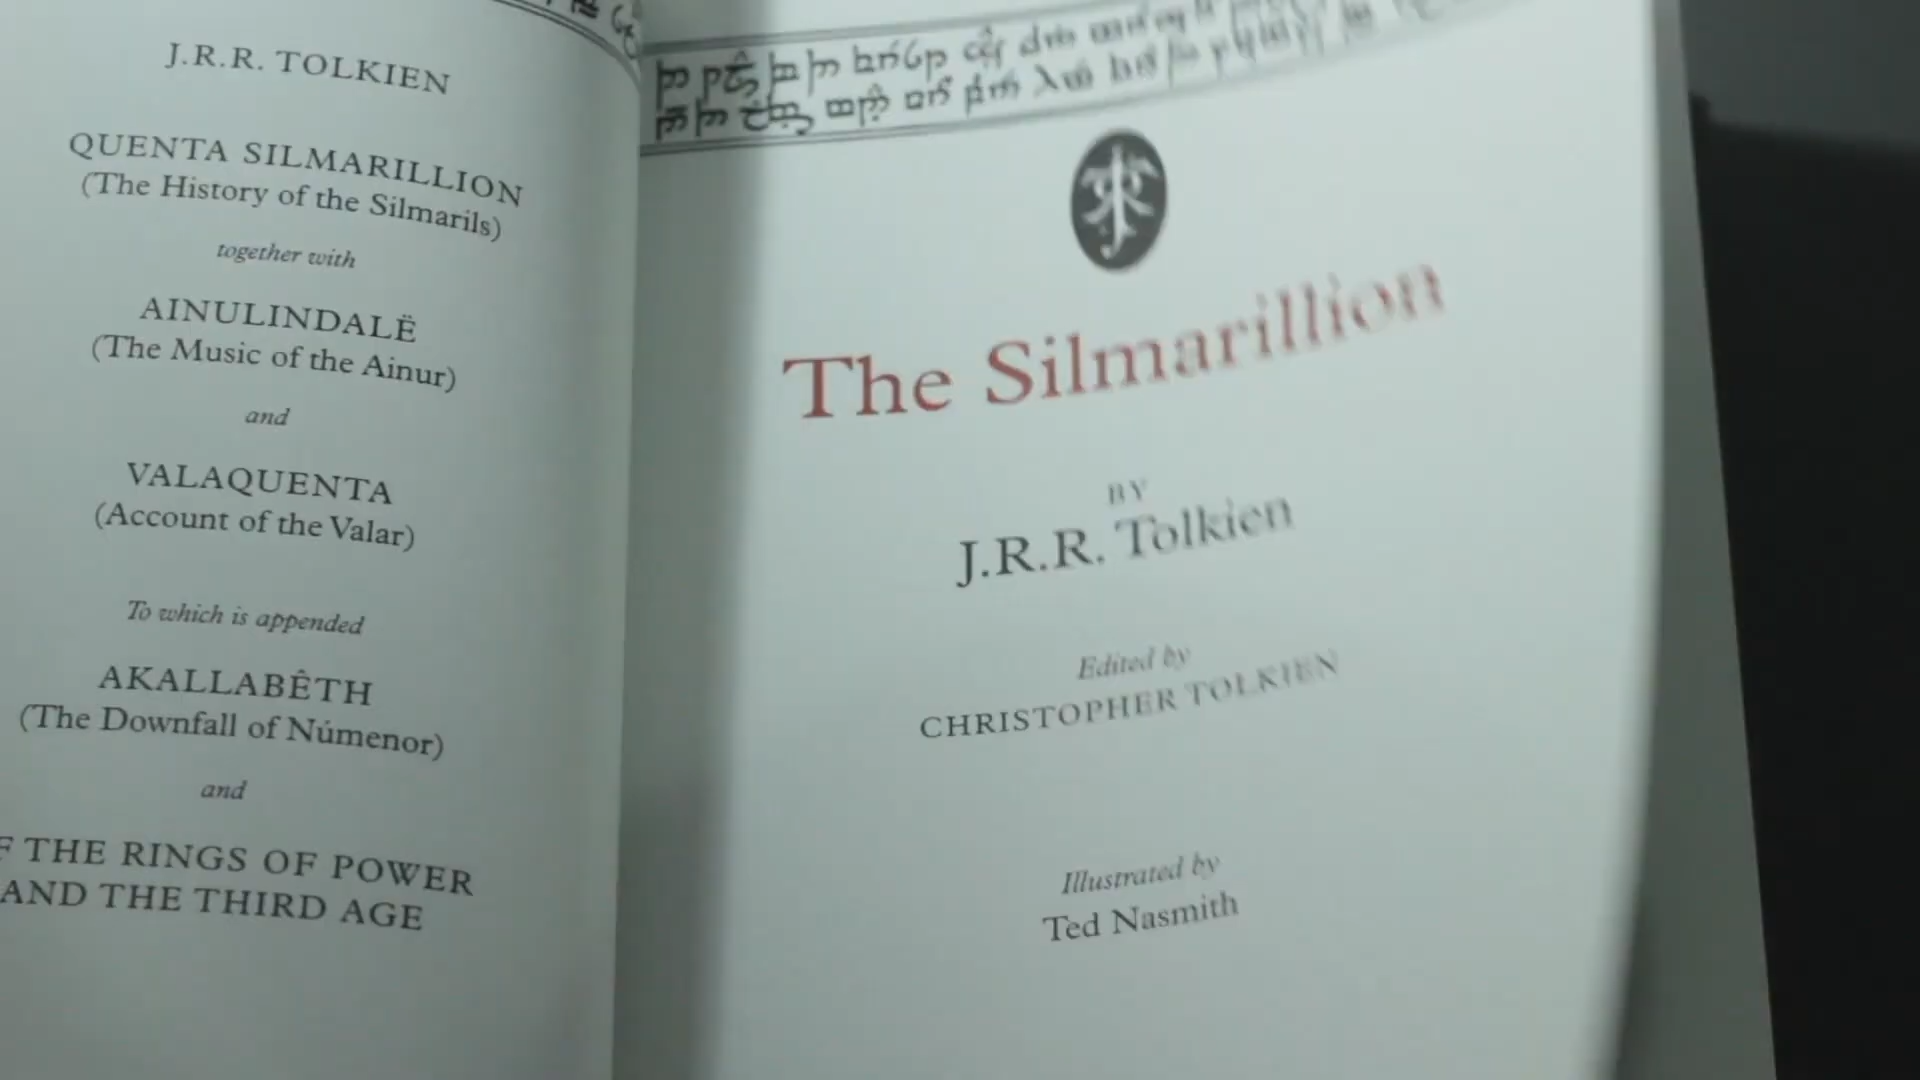 J.R.R. TOLKIEN
QUENTA SILMARILLION
(The History of the Silmarils)
together with
AINULINDALË
(The Music of the Ainur)
and
VALAQUENTA
(Account of the Valar)
To which is appended
AKALLABÊTH
(The Downfall of Númenor)
and
THE RINGS OF POWER
AND THE THIRD AGE
The Silmarillion
BY
J.R.R. Tolkien
Edited by
CHRISTOPHER TOLKIEN
Illustrated by
Ted Nasmith